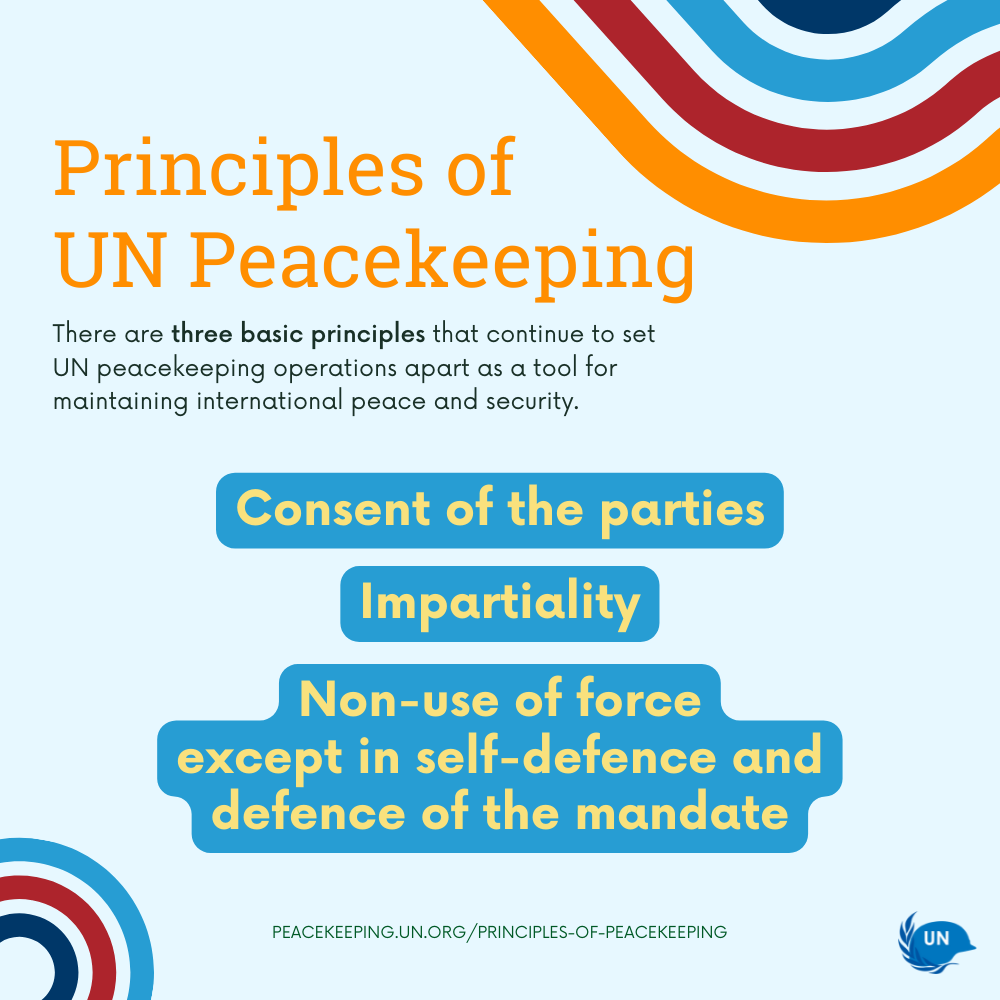 Principles of
UN Peacekeeping
There are three basic principles that continue to set
UN peacekeeping operations apart as a tool for
maintaining international peace and security.
Consent of the parties
Impartiality
Non-use of force
except in self-defence and
defence of the mandate
PEACEKEEPING.UN.ORG/PRINCIPLES-OF-PEACEKEEPING
UN